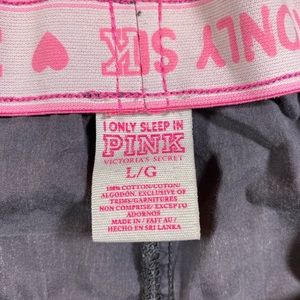 ONLY S
I ONLY SLEEP IN
PINK
VICTORIA'S SECRET
L/G
100% COTTON/COTON/
ALGODÓN. EXCLUSIVE OF
TRIMS/GARNITURES
NON COMPRISE/EXCEPTO
ADORNOS
MADE IN / FAIT AU /
HECHO EN SRI LANKA